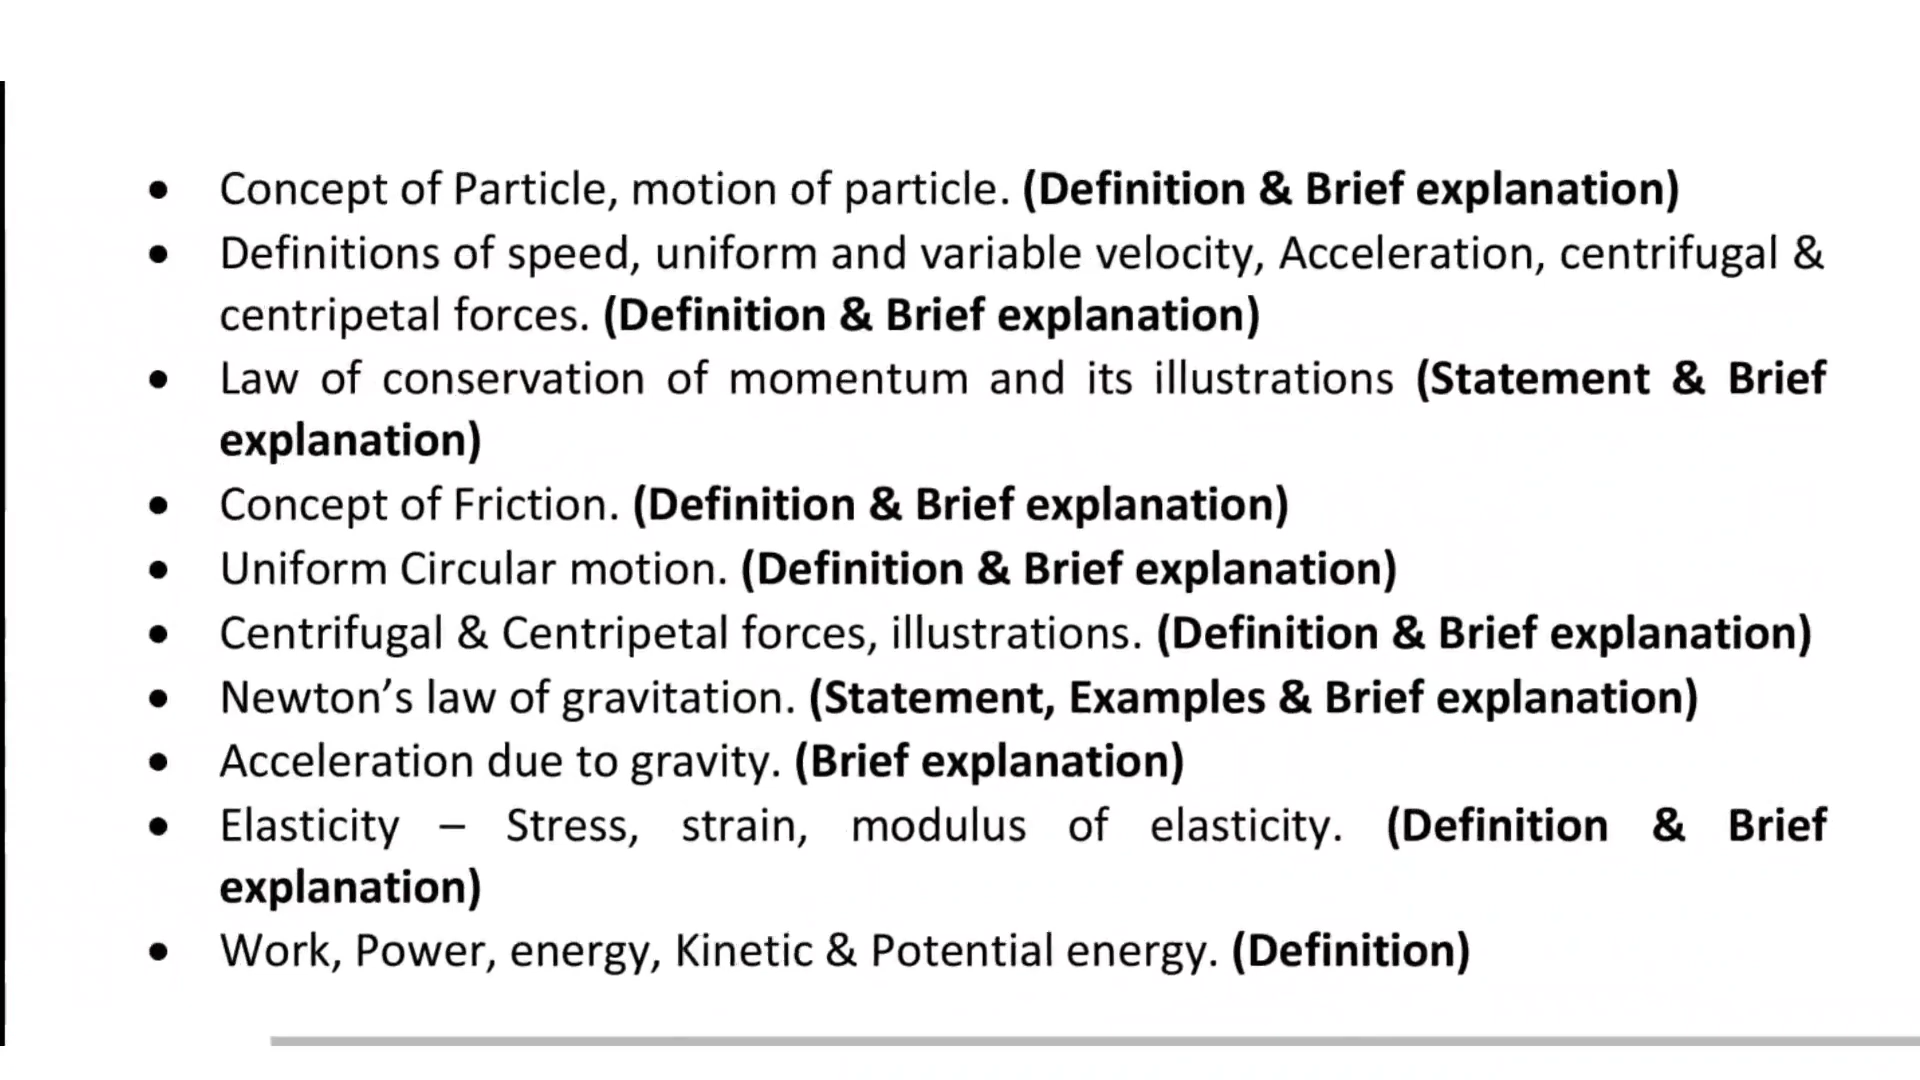 • Concept of Particle, motion of particle. (Definition & Brief explanation)
• Definitions of speed, uniform and variable velocity, Acceleration, centrifugal &
centripetal forces. (Definition & Brief explanation)
• Law of conservation of momentum and its illustrations (Statement & Brief
explanation)
• Concept of Friction. (Definition & Brief explanation)
• Uniform Circular motion. (Definition & Brief explanation)
• Centrifugal & Centripetal forces, illustrations. (Definition & Brief explanation)
• Newton’s law of gravitation. (Statement, Examples & Brief explanation)
• Acceleration due to gravity. (Brief explanation)
• Elasticity – Stress, strain, modulus of elasticity. (Definition & Brief
explanation)
• Work, Power, energy, Kinetic & Potential energy. (Definition)